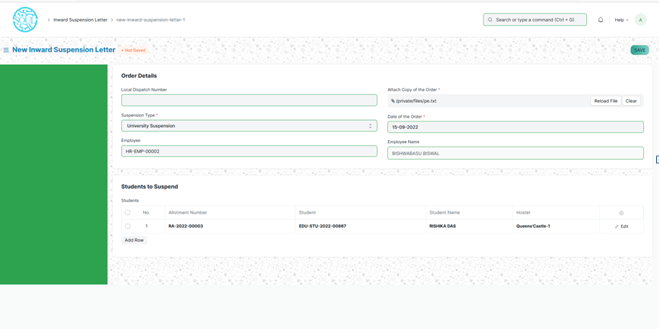 Inward Suspension Letter > new-inward-suspension-letter-1
Search or type a command (Ctrl + G)
Help
A
New Inward Suspension Letter
Not Saved
SAVE
Order Details
Local Dispatch Number
Attach Copy of the Order *
/private/files/pe.txt
Reload File
Clear
Suspension Type *
University Suspension
Date of the Order *
15-09-2022
Employee
HR-EMP-00002
Employee Name
BISHWABASU BISWAL
Students to Suspend
Students
No. Allotment Number Student Student Name Hostel
1 RA-2022-00003 EDU-STU-2022-00887 RISHIKA DAS Queens'Castle-1 Edit
Add Row